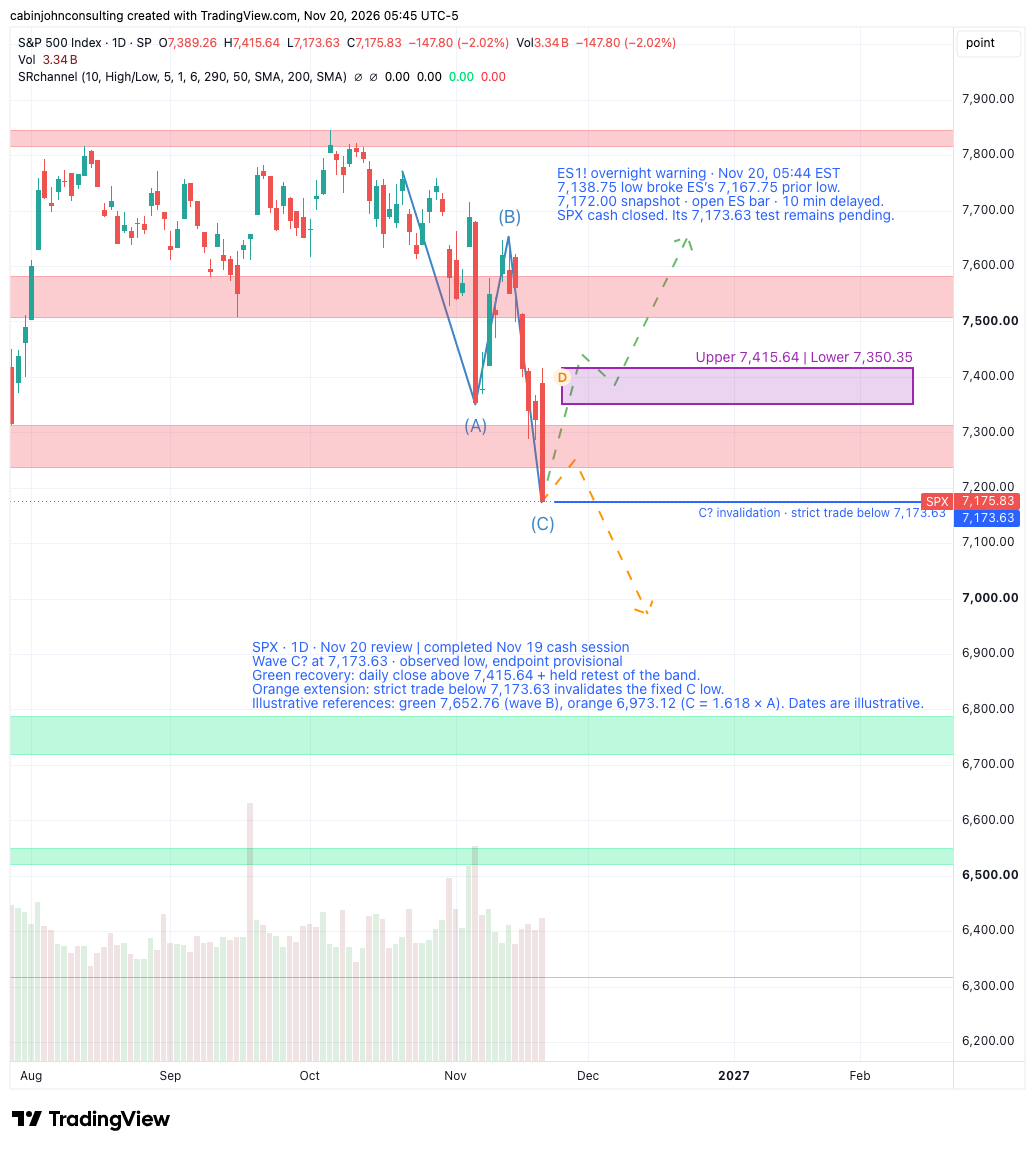 cabinjohnconsulting created with TradingView.com, Nov 20, 2026 05:45 UTC-5
S&P 500 Index · 1D · SP O7,389.26 H7,415.64 L7,173.63 C7,175.83 −147.80 (−2.02%) Vol3.34 B −147.80 (−2.02%)
Vol 3.34 B
SRchannel (10, High/Low, 5, 1, 6, 290, 50, SMA, 200, SMA) ∅ ∅ 0.00 0.00 0.00 0.00
point
7,900.00
7,800.00
7,700.00
7,600.00
7,500.00
7,400.00
7,300.00
7,200.00
7,100.00
7,000.00
6,900.00
6,800.00
6,700.00
6,600.00
6,500.00
6,400.00
6,300.00
6,200.00
ES1! overnight warning · Nov 20, 05:44 EST
7,138.75 low broke ES's 7,167.75 prior low.
7,172.00 snapshot · open ES bar · 10 min delayed.
SPX cash closed. Its 7,173.63 test remains pending.
(B)
Upper 7,415.64 | Lower 7,350.35
D
(A)
SPX 7,175.83
7,173.63
C? invalidation · strict trade below 7,173.63
(C)
SPX · 1D · Nov 20 review | completed Nov 19 cash session
Wave C? at 7,173.63 · observed low, endpoint provisional
Green recovery: daily close above 7,415.64 + held retest of the band.
Orange extension: strict trade below 7,173.63 invalidates the fixed C low.
Illustrative references: green 7,652.76 (wave B), orange 6,973.12 (C = 1.618 × A). Dates are illustrative.
Aug Sep Oct Nov Dec 2027 Feb
TradingView